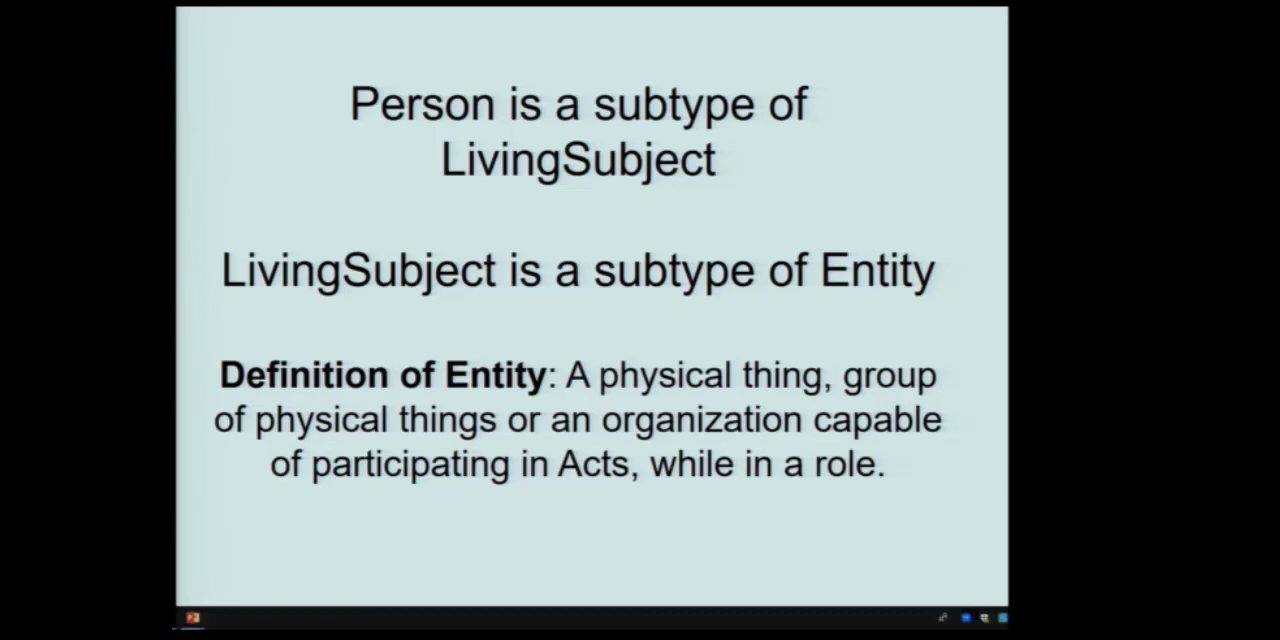 Person is a subtype of
LivingSubject
LivingSubject is a subtype of Entity
Definition of Entity: A physical thing, group
of physical things or an organization capable
of participating in Acts, while in a role.